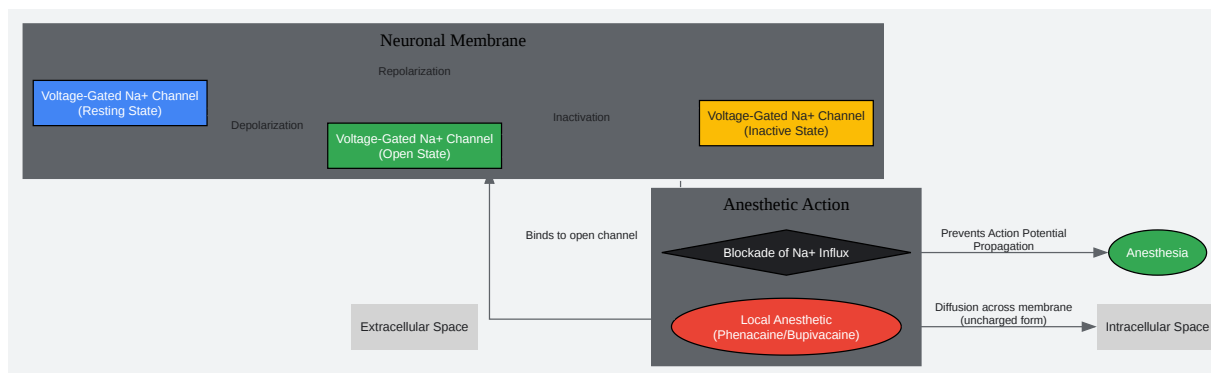 Neuronal Membrane
Repolarization
Voltage-Gated Na+ Channel
(Resting State)
Depolarization
Voltage-Gated Na+ Channel
(Open State)
Inactivation
Voltage-Gated Na+ Channel
(Inactive State)
Anesthetic Action
Binds to open channel
Blockade of Na+ Influx
Prevents Action Potential
Propagation
Anesthesia
Extracellular Space
Local Anesthetic
(Phenacaine/Bupivacaine)
Diffusion across membrane
(uncharged form)
Intracellular Space